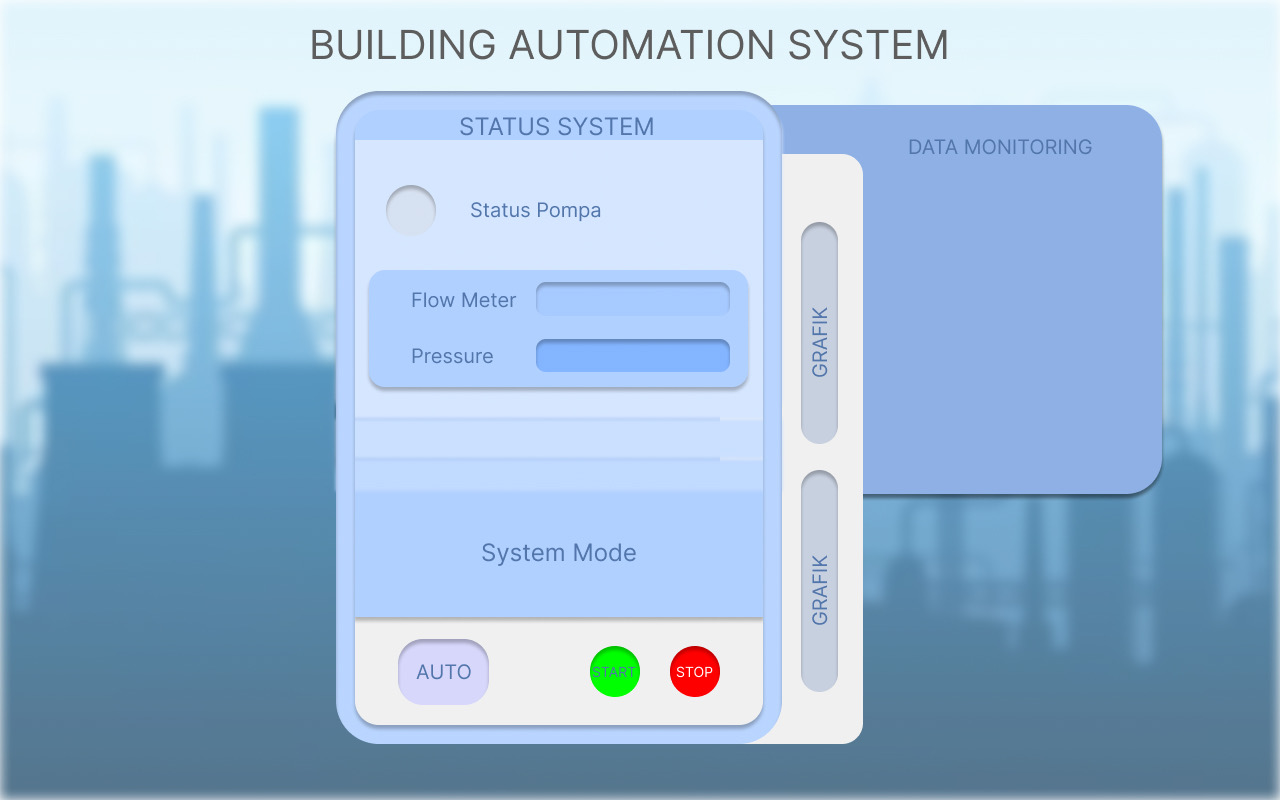 BUILDING AUTOMATION SYSTEM
STATUS SYSTEM
Status Pompa
Flow Meter
Pressure
System Mode
AUTO
START
STOP
GRAFIK
GRAFIK
DATA MONITORING